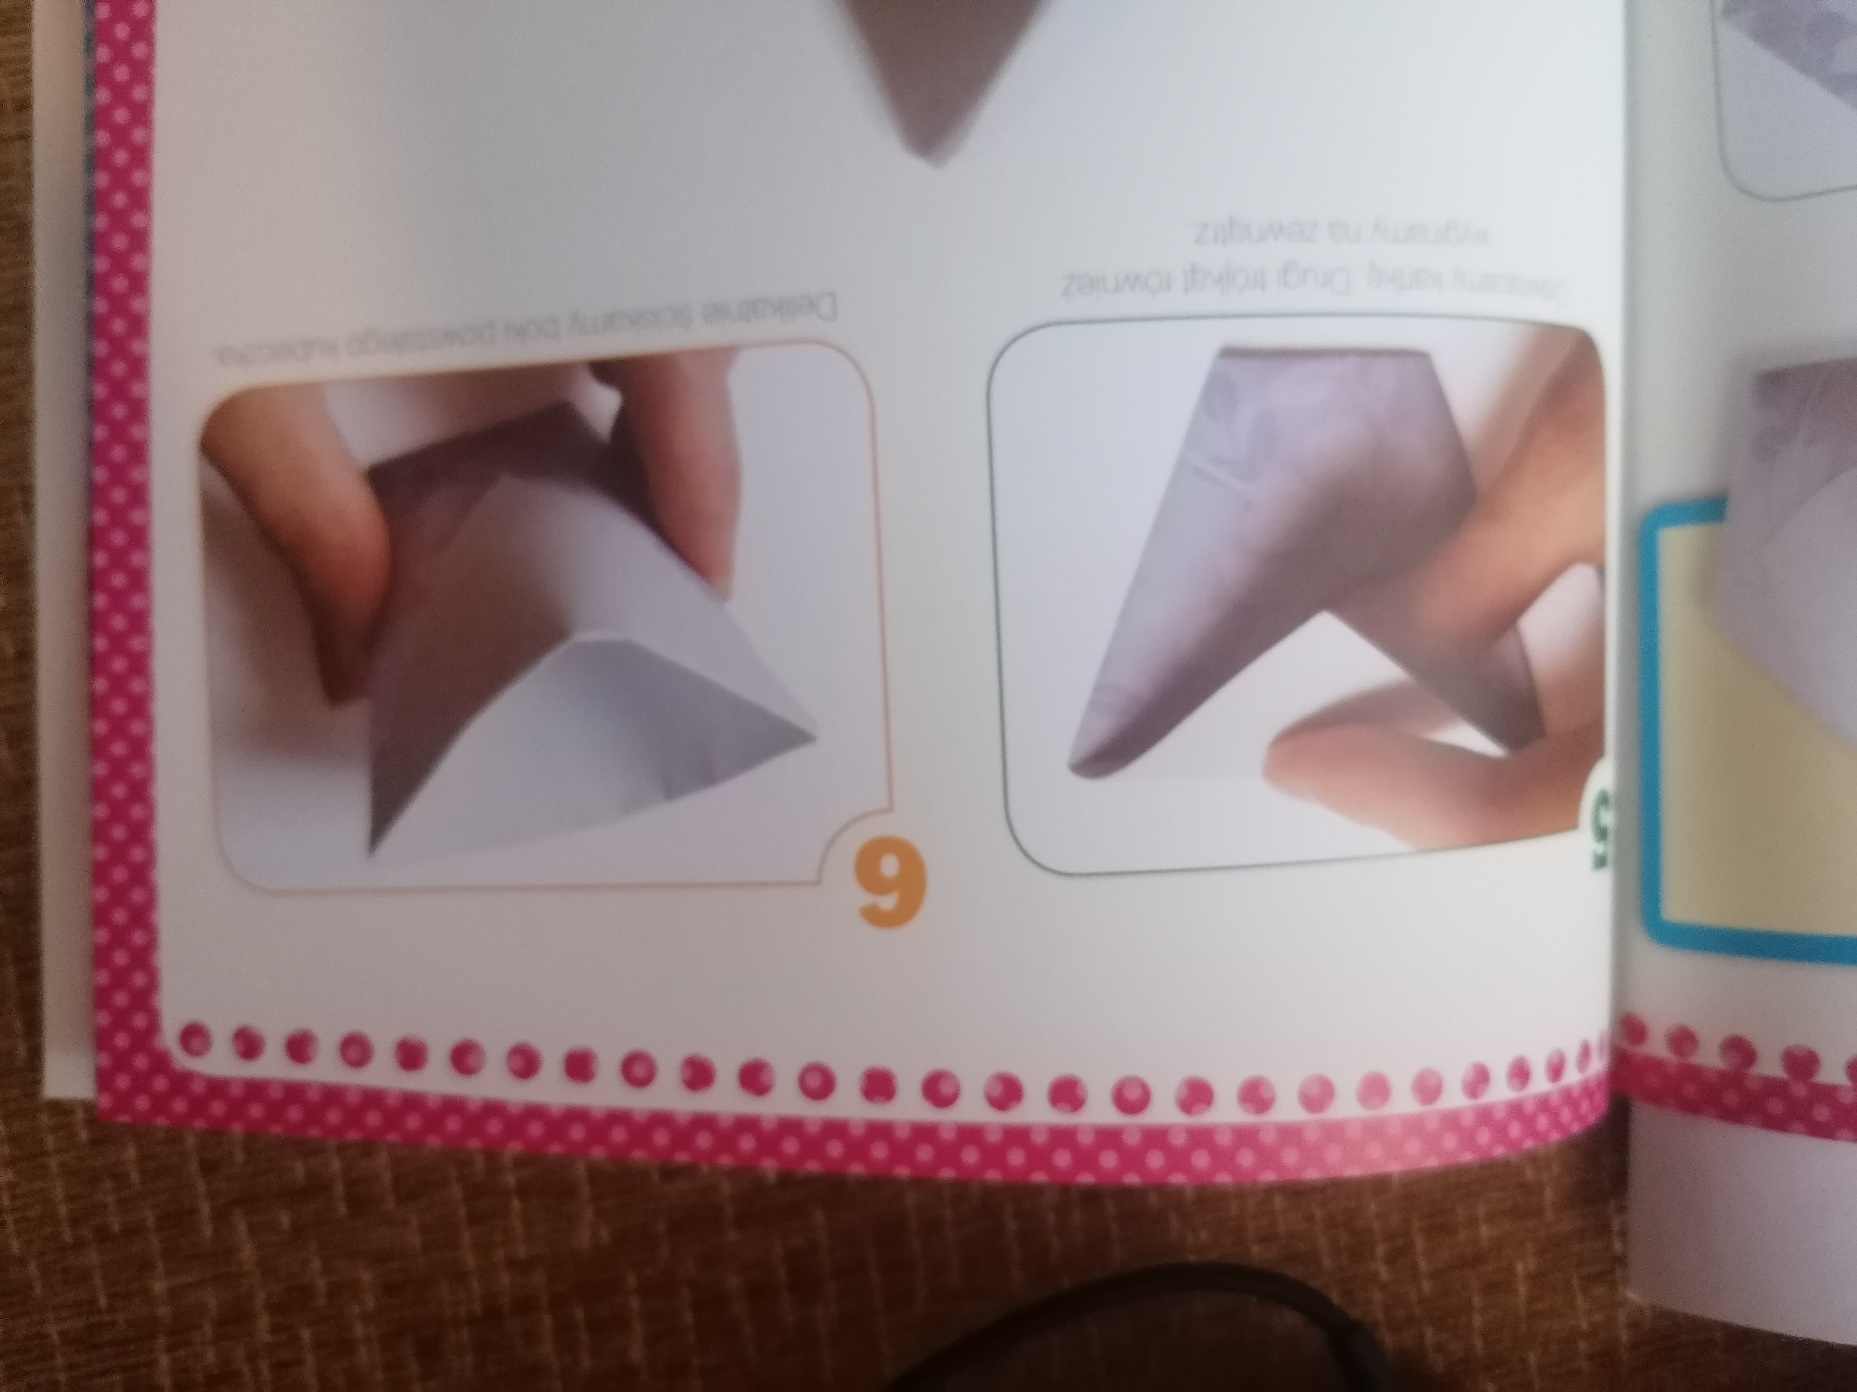 5
Odwracamy kartkę. Drugi trójkąt również
wyginamy na zewnątrz.
6
Delikatnie ściskamy boki powstałego kubeczka.